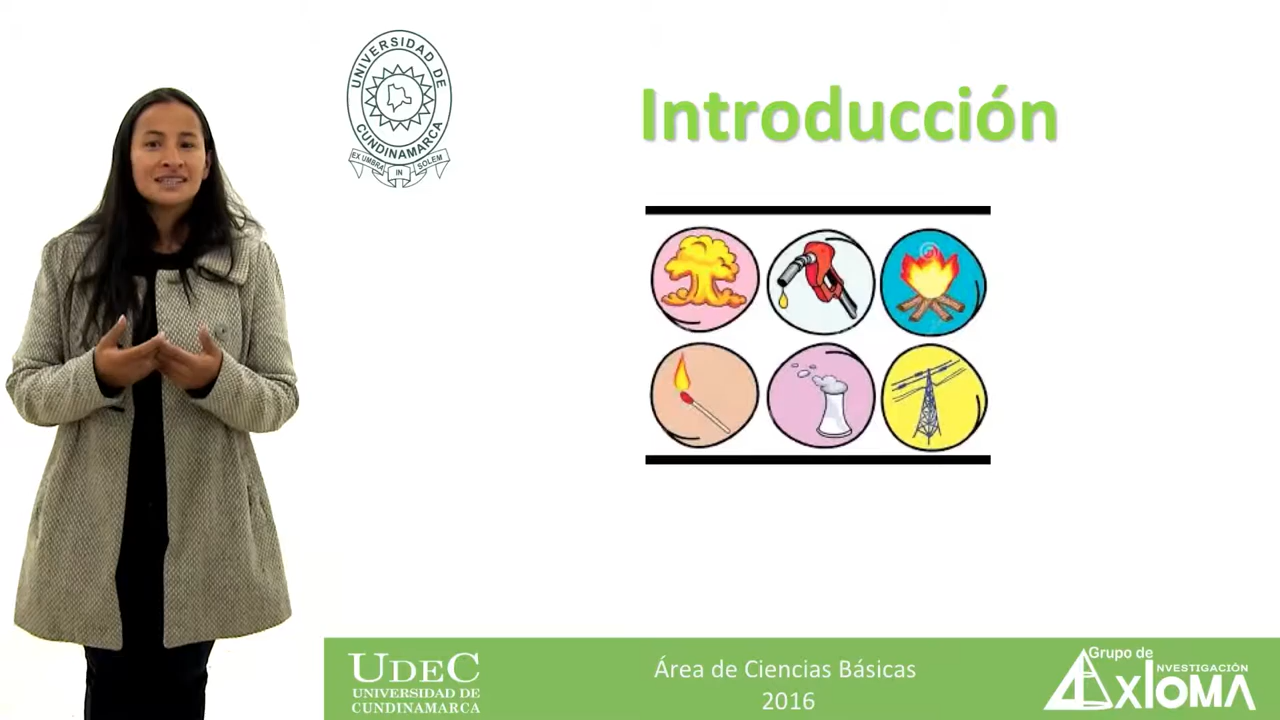 UNIVERSIDAD DE
CUNDINAMARCA
EX UMBRA
IN
SOLEM
Introducción
UDEC
UNIVERSIDAD DE
CUNDINAMARCA
Área de Ciencias Básicas
2016
Grupo de
INVESTIGACIÓN
AXIOMA